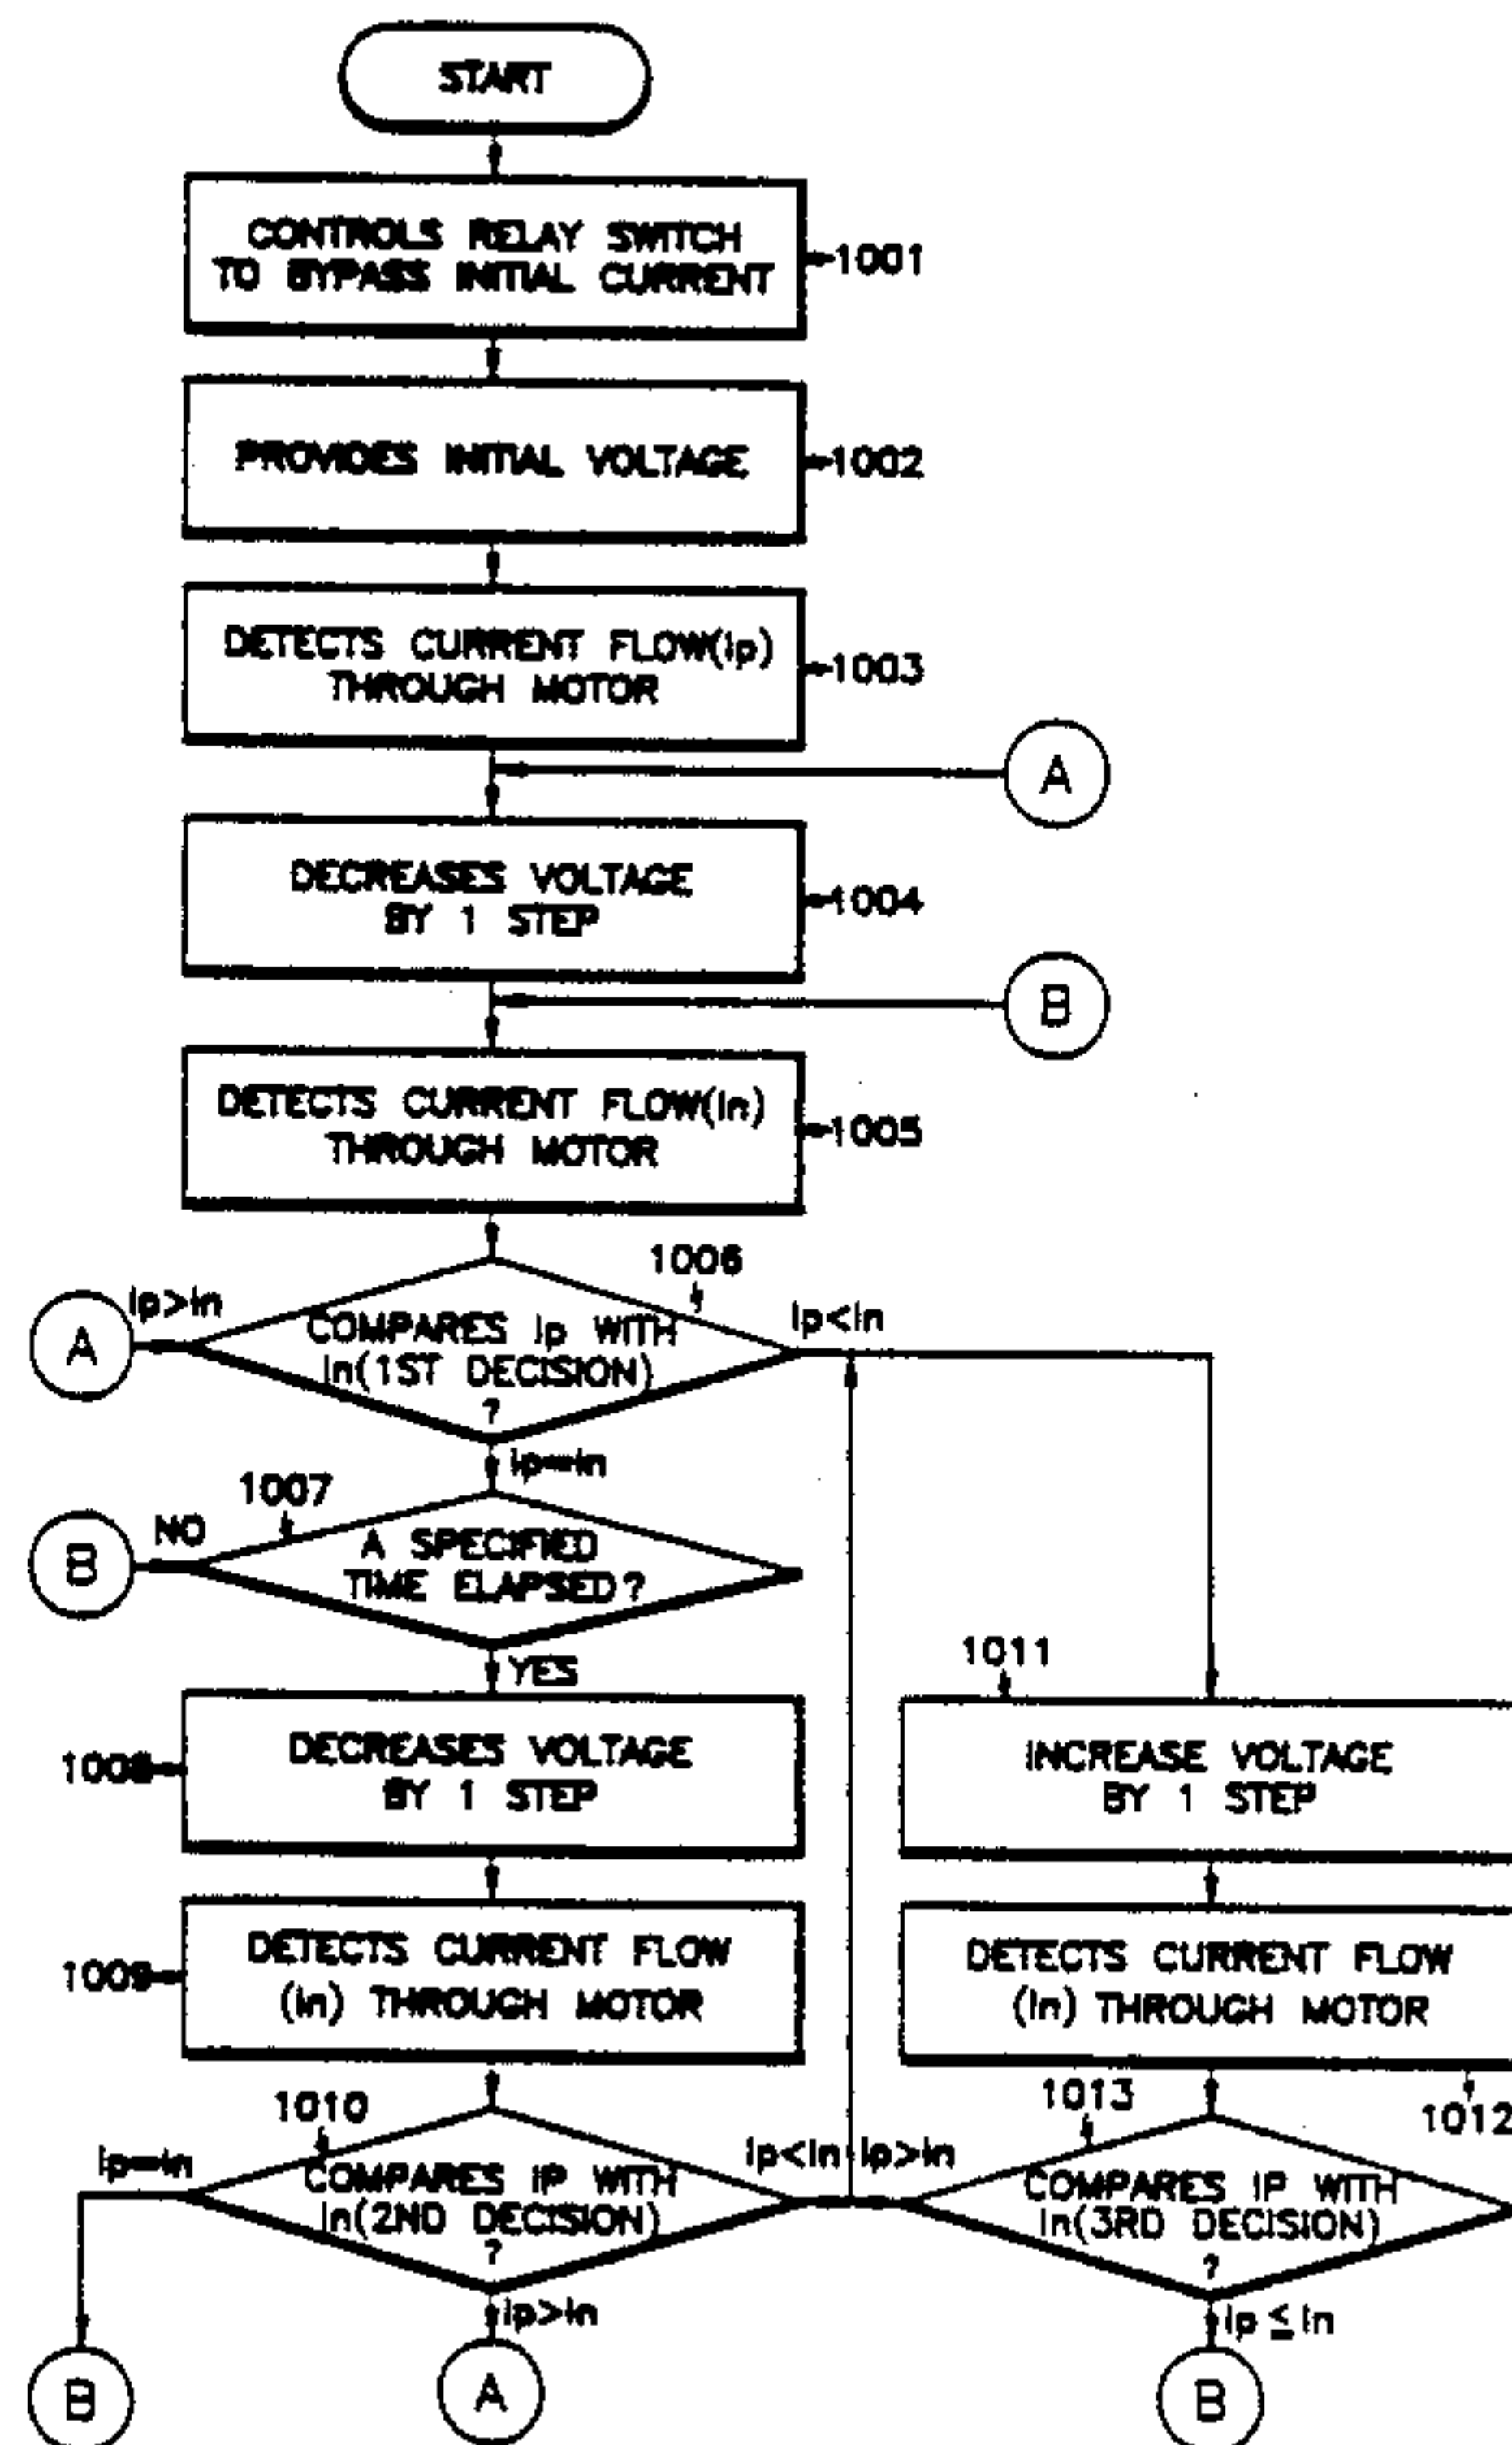 START
CONTROLS RELAY SWITCH
TO BYPASS INITIAL CURRENT
1001
PROVIDES INITIAL VOLTAGE
1002
DETECTS CURRENT FLOW(Ip)
THROUGH MOTOR
1003
A
DECREASES VOLTAGE
BY 1 STEP
1004
B
DETECTS CURRENT FLOW(In)
THROUGH MOTOR
1005
1006
Ip>In
A
COMPARES Ip WITH
In(1ST DECISION)
?
Ip<In
Ip=In
1007
NO
B
A SPECIFIED
TIME ELAPSED?
YES
1008
DECREASES VOLTAGE
BY 1 STEP
1011
INCREASE VOLTAGE
BY 1 STEP
1009
DETECTS CURRENT FLOW
(In) THROUGH MOTOR
DETECTS CURRENT FLOW
(In) THROUGH MOTOR
1012
1010
Ip=In
COMPARES IP WITH
In(2ND DECISION)
?
Ip<In
Ip>In
1013
COMPARES IP WITH
In(3RD DECISION)
?
Ip>In
Ip≤In
B
A
B